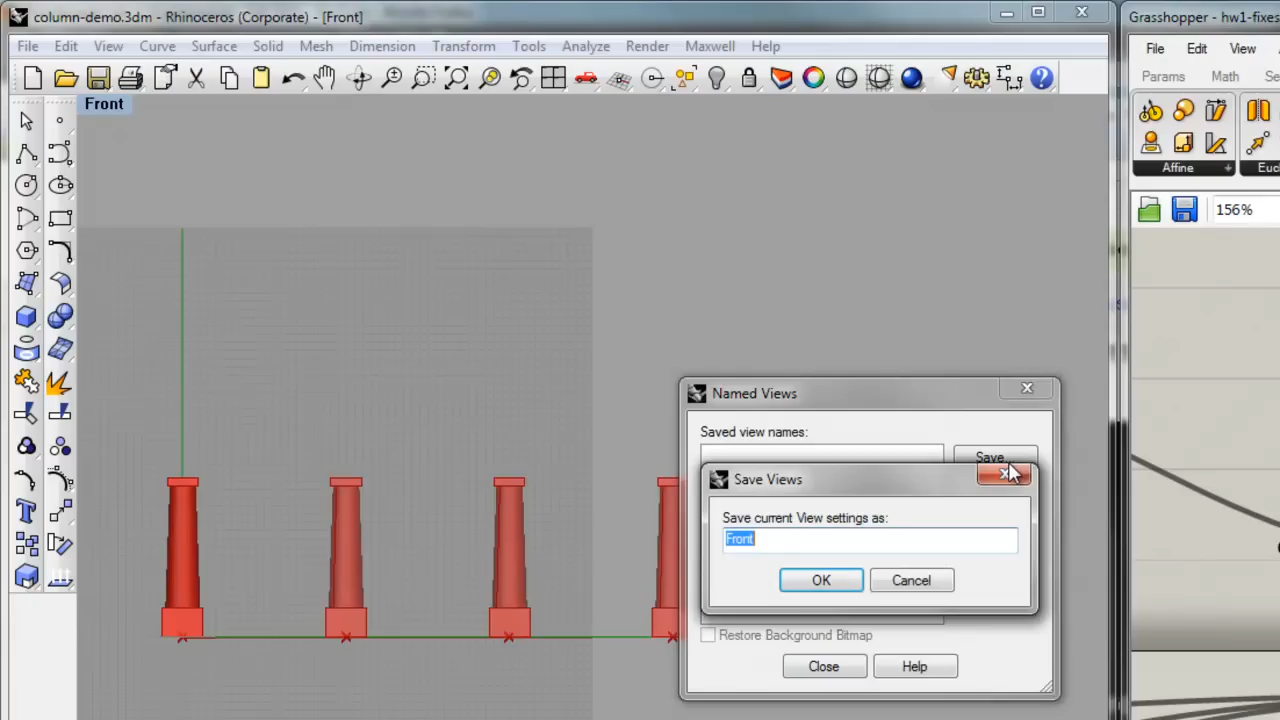 column-demo.3dm - Rhinoceros (Corporate) - [Front]
Grasshopper - hw1-fixes
File Edit View Curve Surface Solid Mesh Dimension Transform Tools Analyze Render Maxwell Help
File Edit View
Params Math
Front
Affine
156%
Named Views
Saved view names:
Save...
Save Views
Save current View settings as:
Front
OK Cancel
Restore Background Bitmap
Close Help